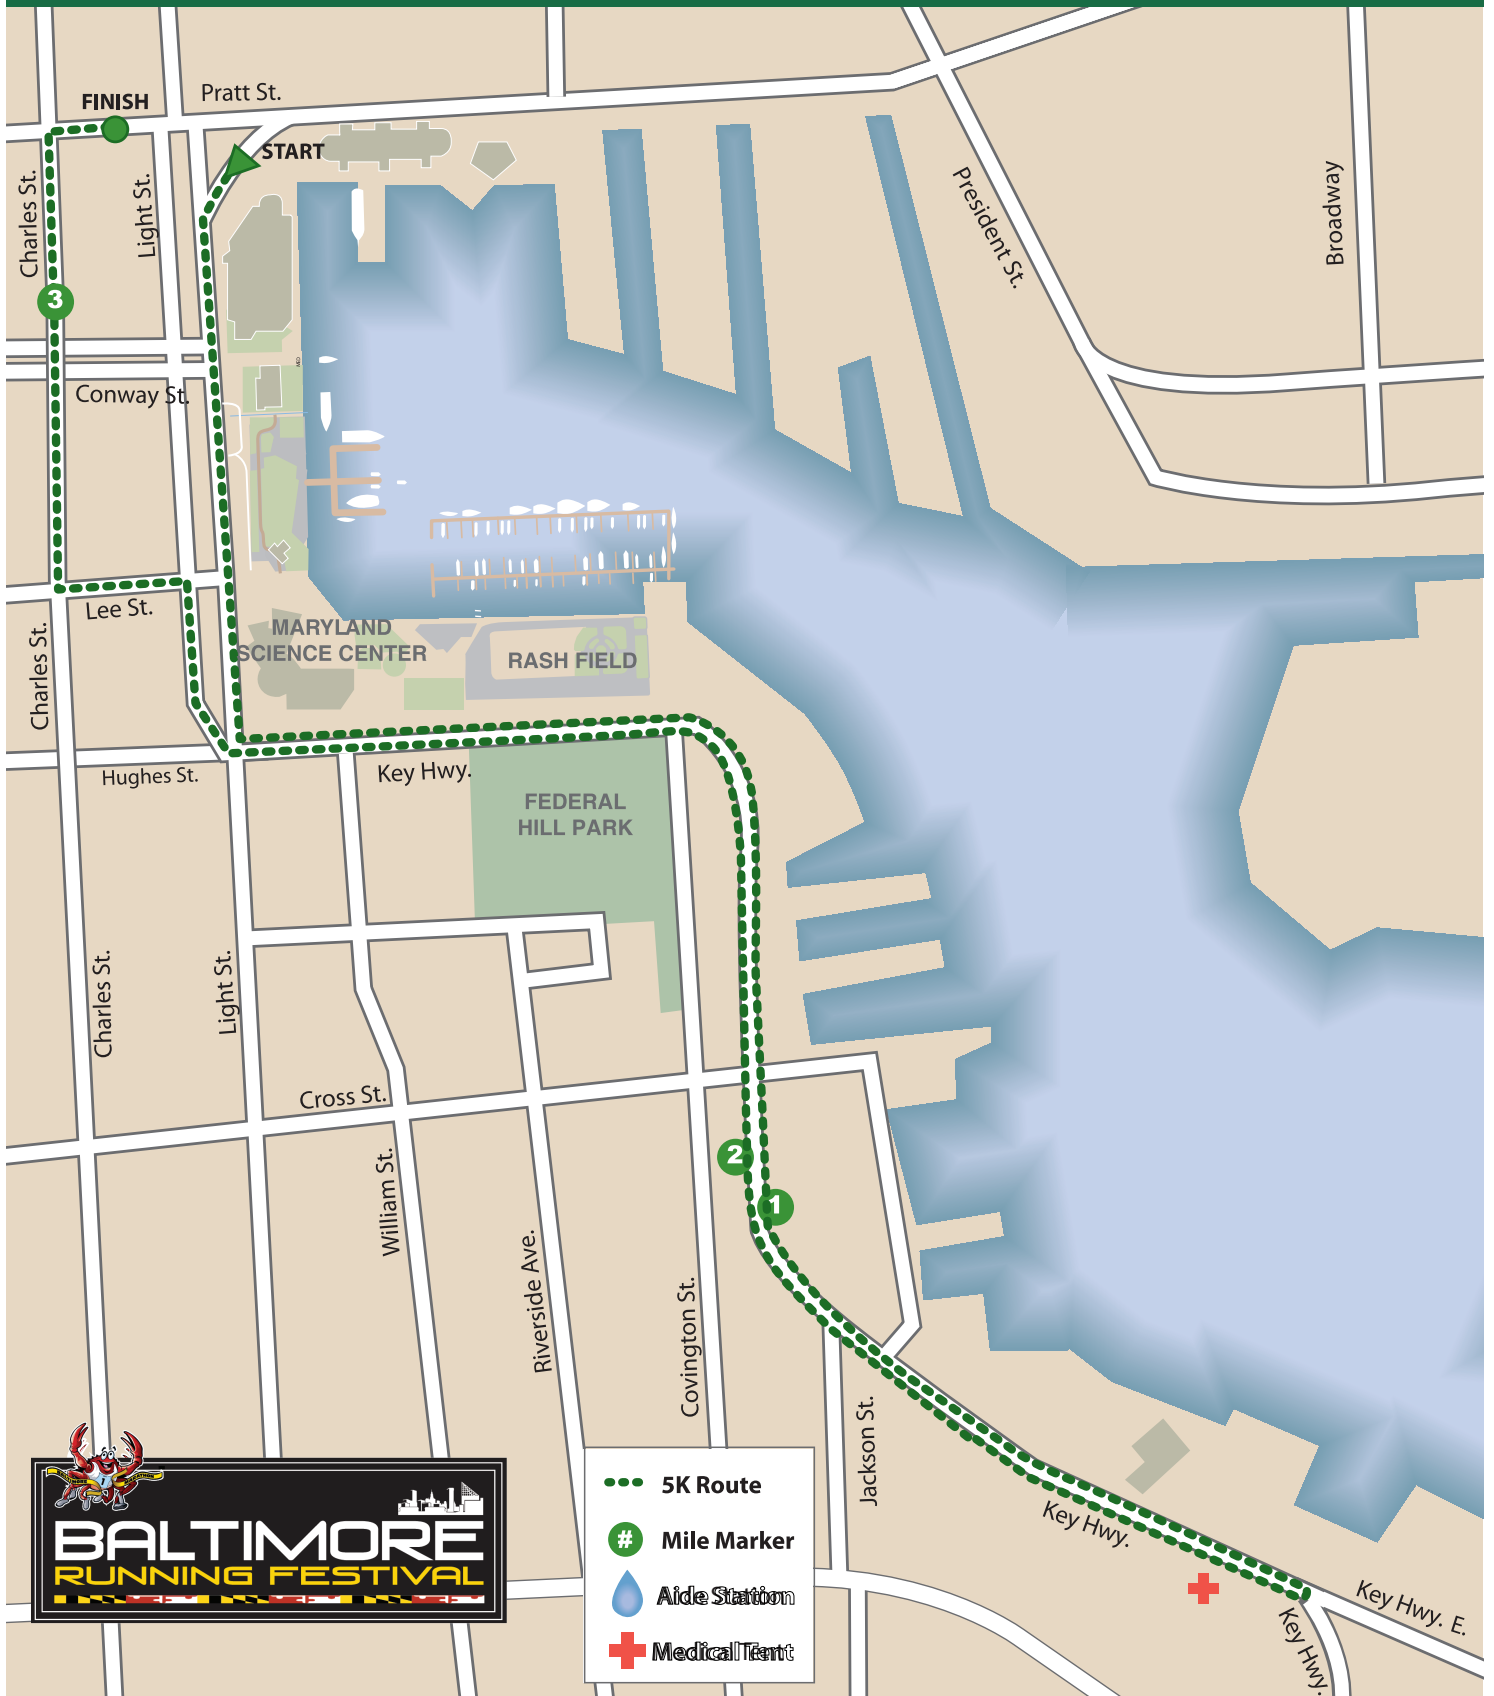 Pratt St.
FINISH
START
Charles St.
Light St.
President St.
Broadway
3
Conway St.
Lee St.
MARYLAND
SCIENCE CENTER
RASH FIELD
Charles St.
Hughes St.
Key Hwy.
FEDERAL
HILL PARK
Charles St.
Light St.
Cross St.
2
1
William St.
Riverside Ave.
Covington St.
Jackson St.
Key Hwy.
Key Hwy. E.
Key Hwy.
BALTIMORE
RUNNING FESTIVAL
5K Route
# Mile Marker
Aide Station
Medical Tent